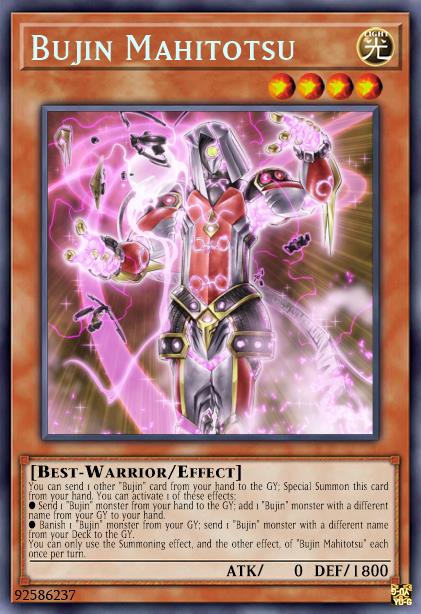 BUJIN MAHITOTSU
LIGHT
光
[BEST-WARRIOR/EFFECT]
You can send 1 other "Bujin" card from your hand to the GY; Special Summon this card
from your hand. You can activate 1 of these effects;
● Send 1 "Bujin" monster from your hand to the GY; add 1 "Bujin" monster with a different
name from your GY to your hand.
● Banish 1 "Bujin" monster from your GY; send 1 "Bujin" monster with a different name
from your Deck to the GY.
You can only use the Summoning effect, and the other effect, of "Bujin Mahitotsu" each
once per turn.
ATK/ 0 DEF/1800
92586237